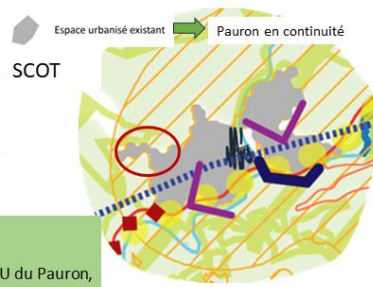 Espace urbanisé existant
Pauron en continuité
SCOT
U du Pauron,